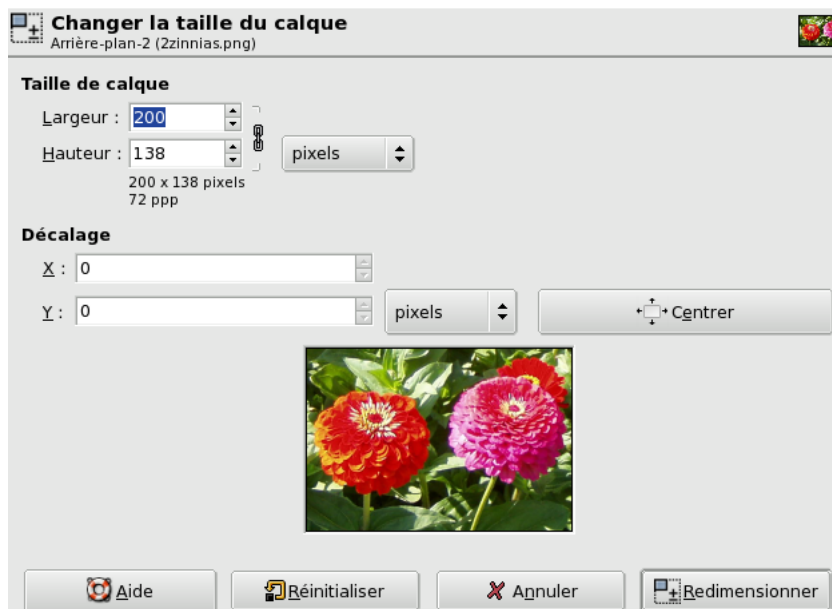 Changer la taille du calque
Arrière-plan-2 (2zinnias.png)
Taille de calque
Largeur : 200
Hauteur : 138 pixels
200 x 138 pixels
72 ppp
Décalage
X : 0
Y : 0 pixels Centrer
Aide Réinitialiser Annuler Redimensionner